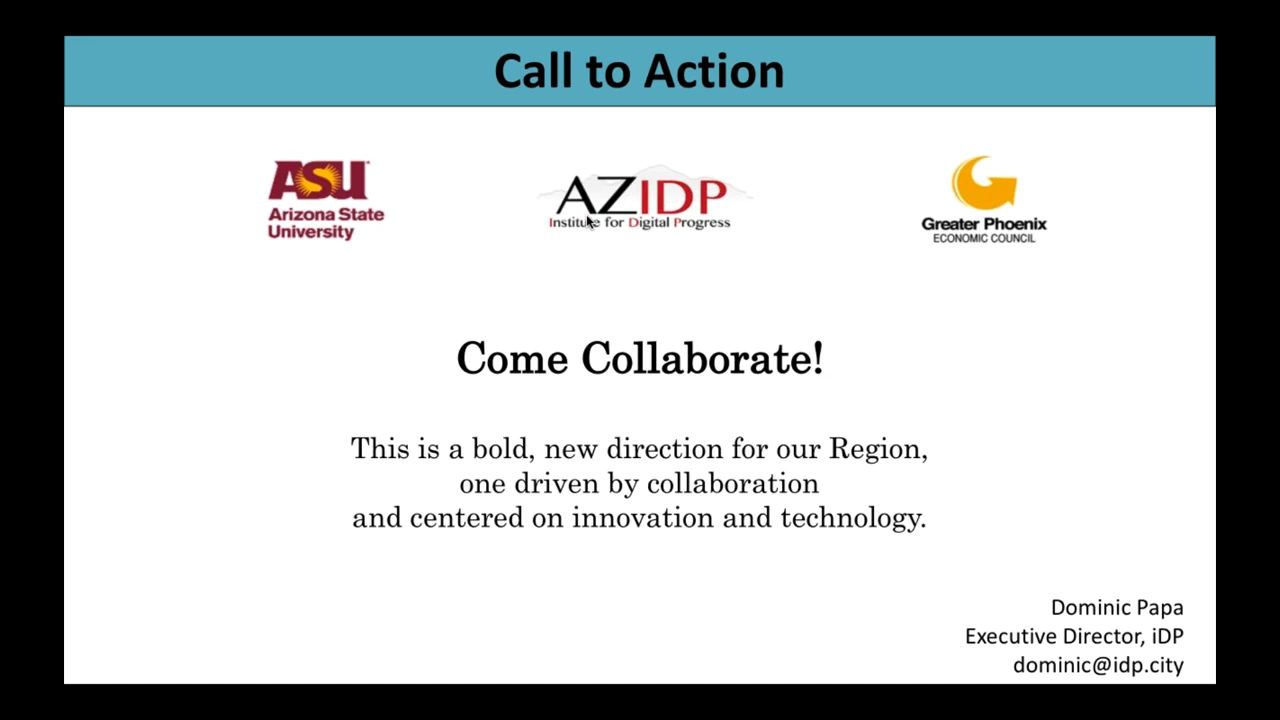 Call to Action
ASU
Arizona State
University
AZIDP
Institute for Digital Progress
Greater Phoenix
ECONOMIC COUNCIL
Come Collaborate!
This is a bold, new direction for our Region,
one driven by collaboration
and centered on innovation and technology.
Dominic Papa
Executive Director, iDP
dominic@idp.city